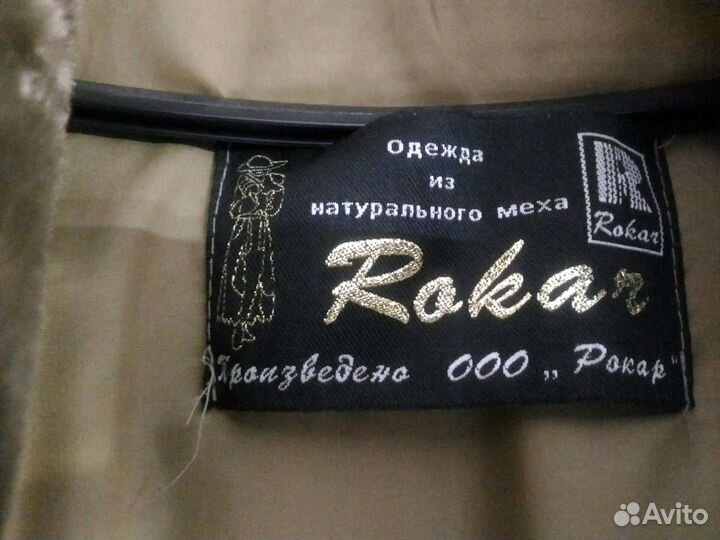 Одежда
из
натурального меха
R
Rokar
Rokar
Произведено ООО „Рокар"
Avito